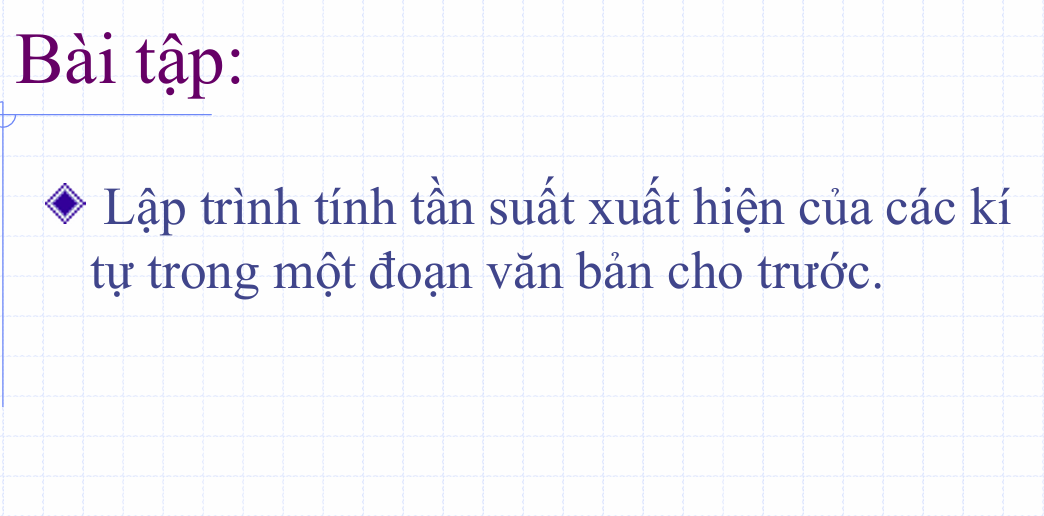 Bài tập:
Lập trình tính tần suất xuất hiện của các kí
tự trong một đoạn văn bản cho trước.